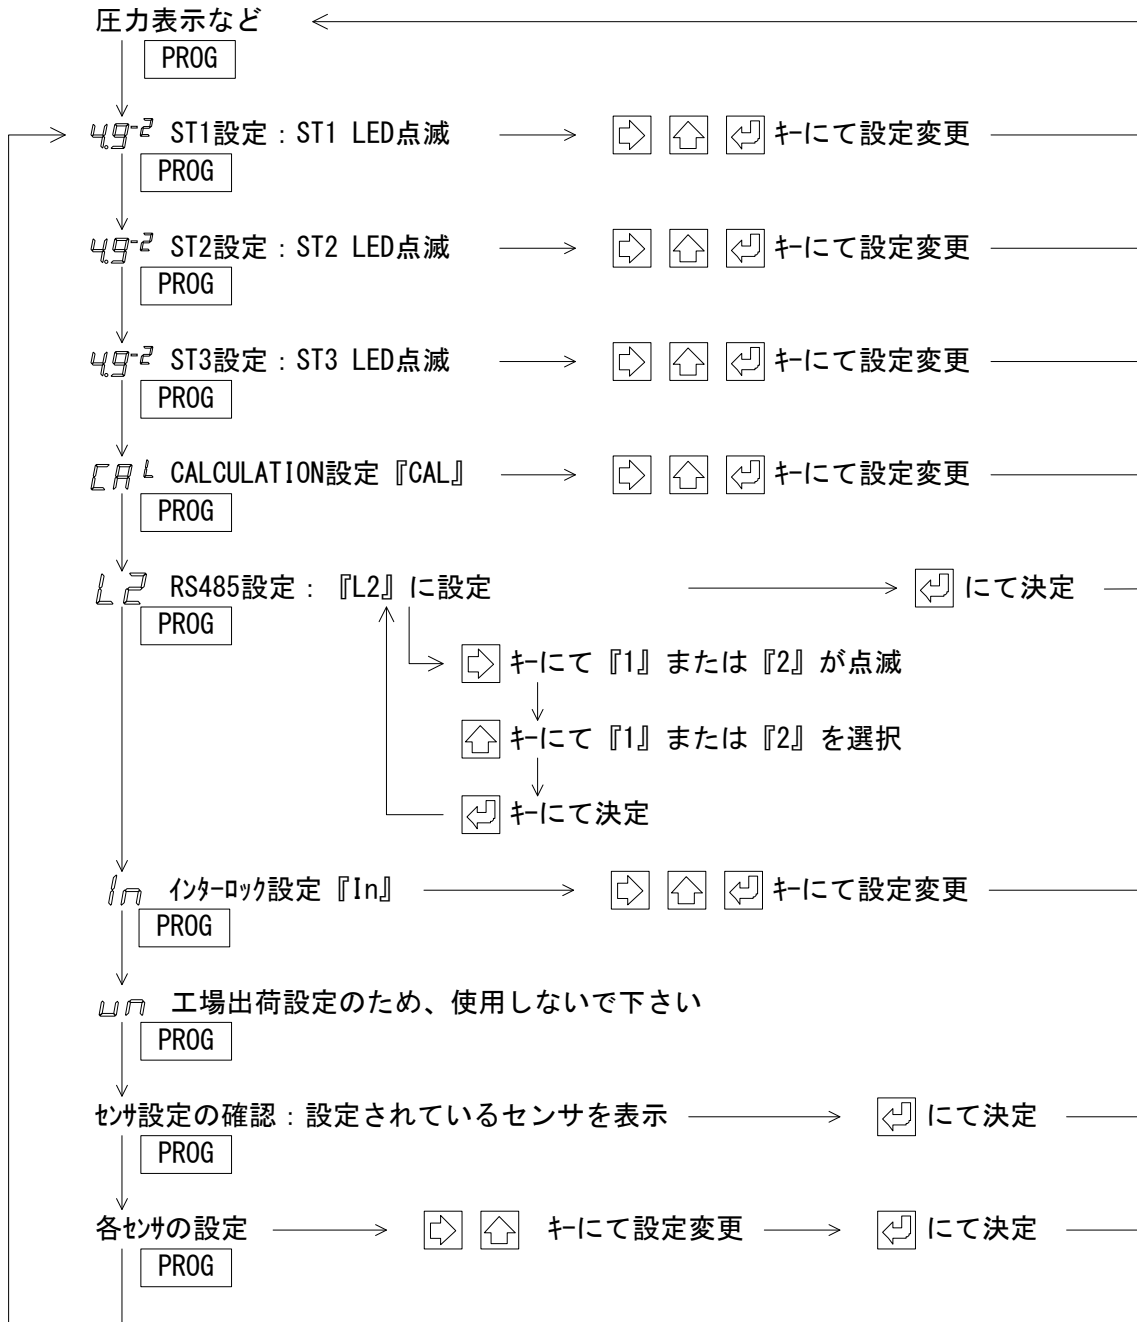 圧力表示など
PROG
4.9-2 ST1設定：ST1 LED点滅 キーにて設定変更
PROG
4.9-2 ST2設定：ST2 LED点滅 キーにて設定変更
PROG
4.9-2 ST3設定：ST3 LED点滅 キーにて設定変更
PROG
CAL CALCULATION設定『CAL』 キーにて設定変更
PROG
L2 RS485設定：『L2』に設定 にて決定
PROG
キーにて『1』または『2』が点滅
キーにて『1』または『2』を選択
キーにて決定
In インターロック設定『In』 キーにて設定変更
PROG
un 工場出荷設定のため、使用しないで下さい
PROG
センサ設定の確認：設定されているセンサを表示 にて決定
PROG
各センサの設定 キーにて設定変更 にて決定
PROG